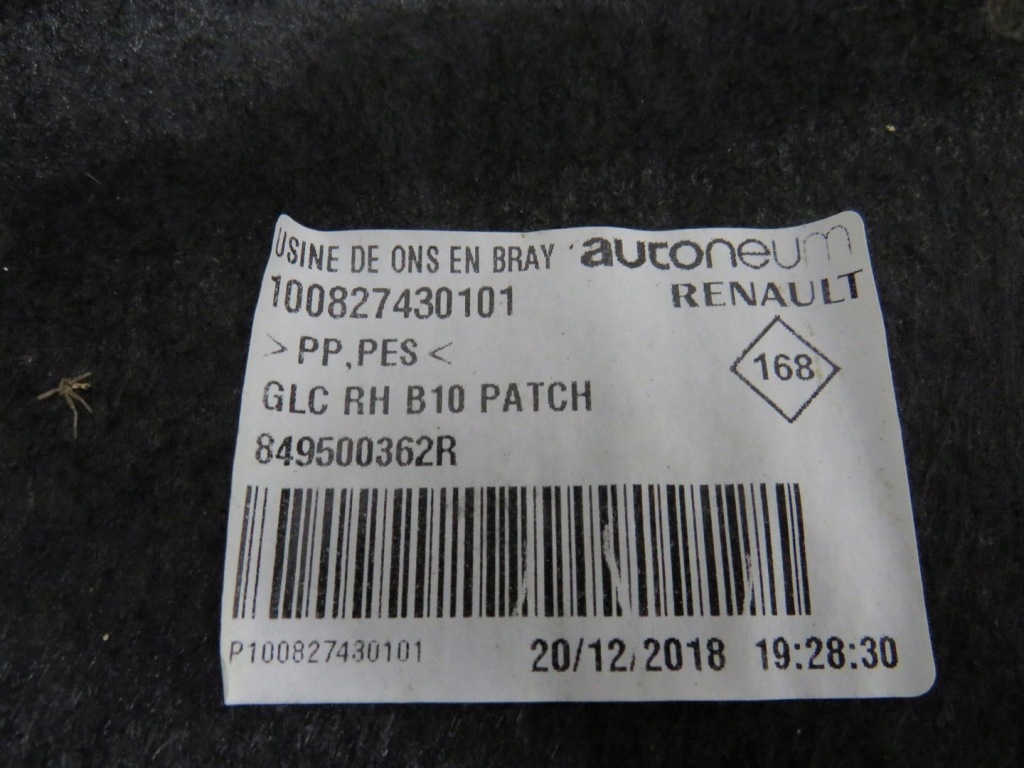 USINE DE ONS EN BRAY autoneum
100827430101 RENAULT
>PP,PES<
168
GLC RH B10 PATCH
849500362R
P100827430101 20/12/2018 19:28:30